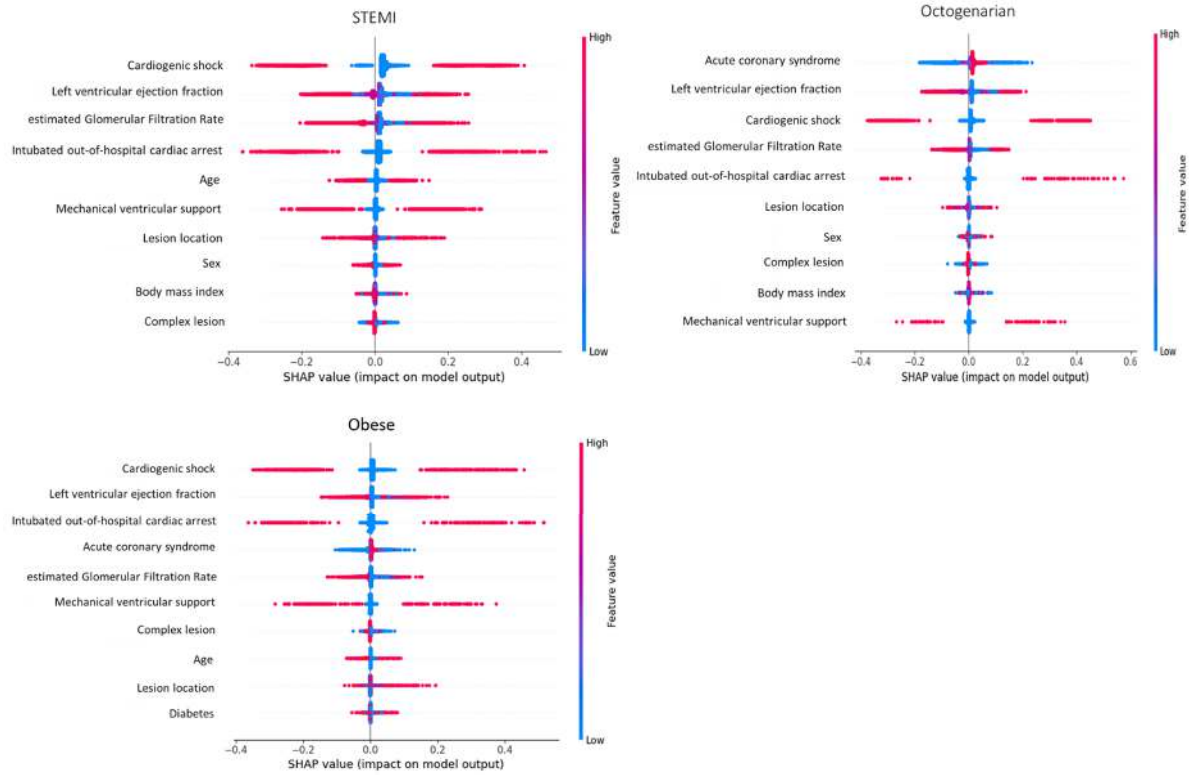 STEMI
High
Cardiogenic shock
Left ventricular ejection fraction
estimated Glomerular Filtration Rate
Intubated out-of-hospital cardiac arrest
Age
Mechanical ventricular support
Lesion location
Sex
Body mass index
Complex lesion
Feature value
Low
−0.4 −0.2 0.0 0.2 0.4
SHAP value (impact on model output)
Octogenarian
High
Acute coronary syndrome
Left ventricular ejection fraction
Cardiogenic shock
estimated Glomerular Filtration Rate
Intubated out-of-hospital cardiac arrest
Lesion location
Sex
Complex lesion
Body mass index
Mechanical ventricular support
Feature value
Low
−0.4 −0.2 0.0 0.2 0.4 0.6
SHAP value (impact on model output)
Obese
High
Cardiogenic shock
Left ventricular ejection fraction
Intubated out-of-hospital cardiac arrest
Acute coronary syndrome
estimated Glomerular Filtration Rate
Mechanical ventricular support
Complex lesion
Age
Lesion location
Diabetes
Feature value
Low
−0.4 −0.2 0.0 0.2 0.4
SHAP value (impact on model output)